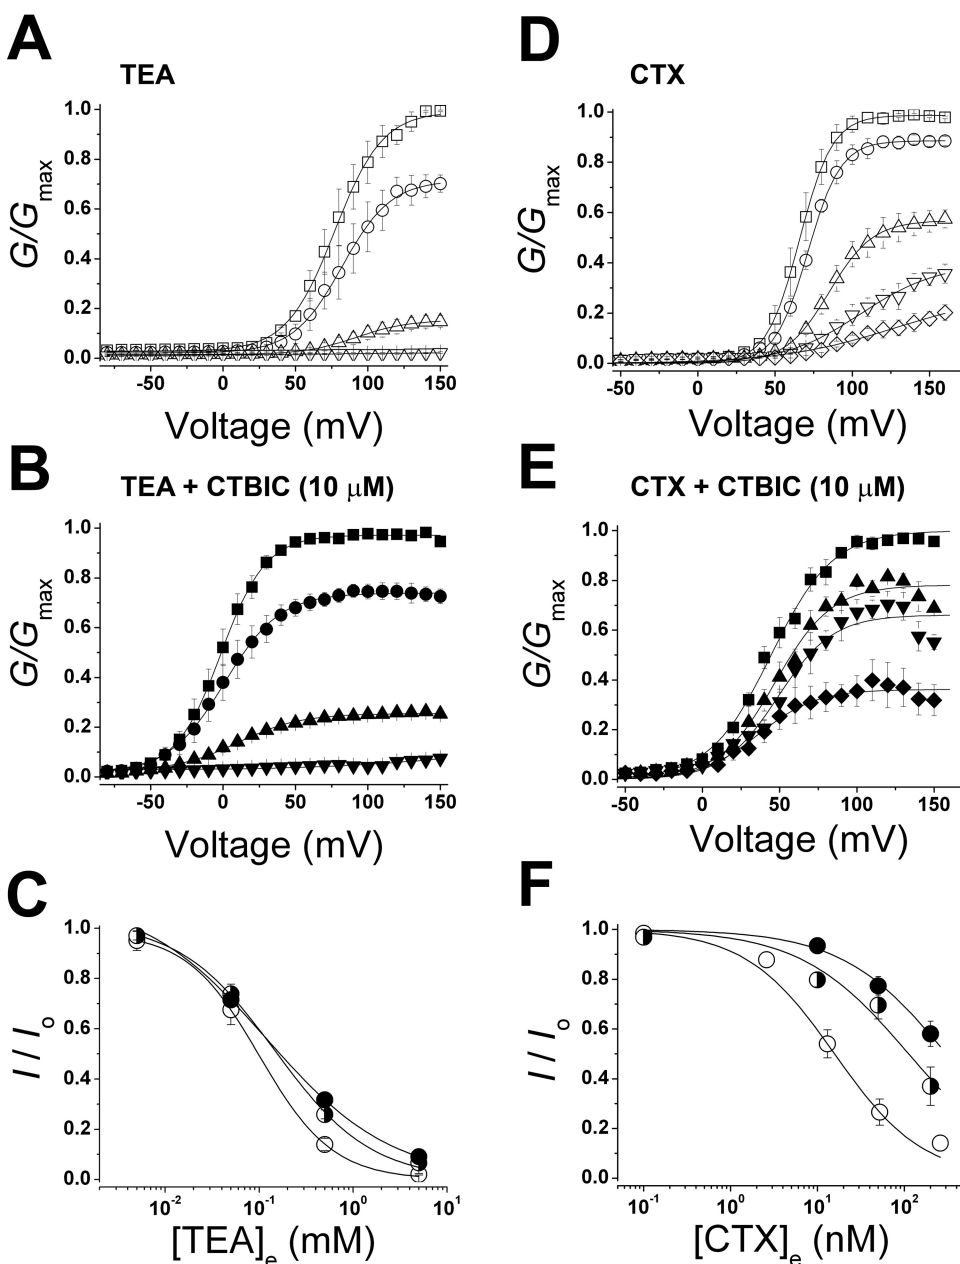 A
TEA
1.0
0.8
0.6
0.4
0.2
0.0
G/Gmax
-50 0 50 100 150
Voltage (mV)
D
CTX
1.0
0.8
0.6
0.4
0.2
0.0
G/Gmax
-50 0 50 100 150
Voltage (mV)
B
TEA + CTBIC (10 μM)
1.0
0.8
0.6
0.4
0.2
0.0
G/Gmax
-50 0 50 100 150
Voltage (mV)
E
CTX + CTBIC (10 μM)
1.0
0.8
0.6
0.4
0.2
0.0
G/Gmax
-50 0 50 100 150
Voltage (mV)
C
1.0
0.8
0.6
0.4
0.2
0.0
I / Io
10⁻² 10⁻¹ 10⁰ 10¹
[TEA]e (mM)
F
1.0
0.8
0.6
0.4
0.2
0.0
I / Io
10⁻¹ 10⁰ 10¹ 10²
[CTX]e (nM)